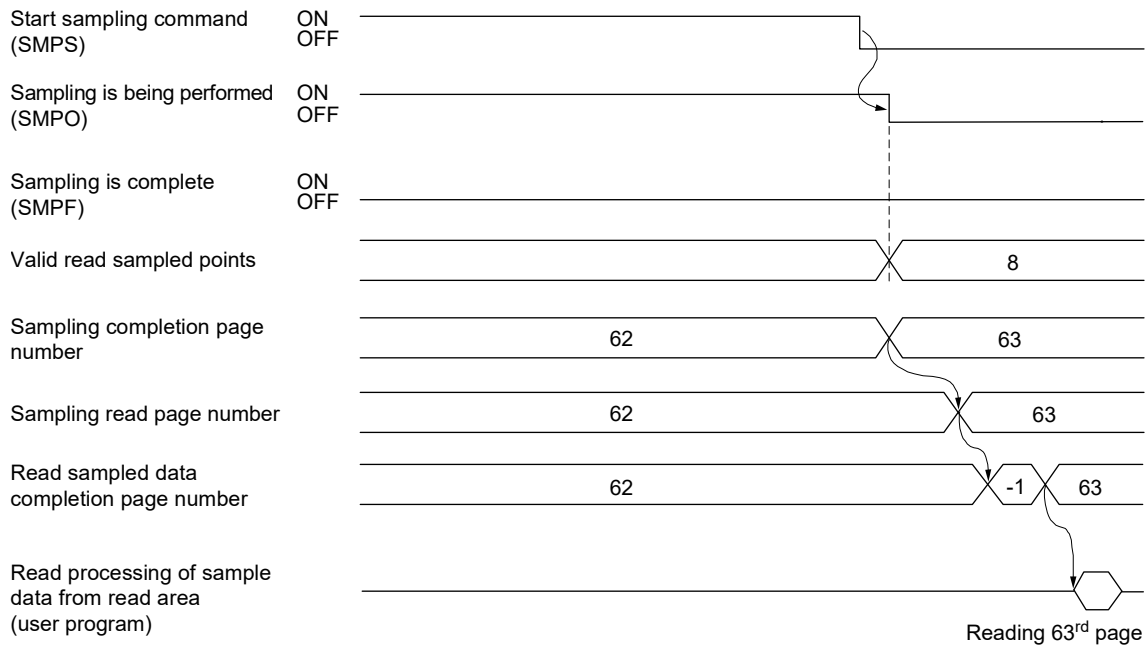 Start sampling command
(SMPS)
ON
OFF
Sampling is being performed
(SMPO)
ON
OFF
Sampling is complete
(SMPF)
ON
OFF
Valid read sampled points
8
Sampling completion page
number
62
63
Sampling read page number
62
63
Read sampled data
completion page number
62
-1
63
Read processing of sample
data from read area
(user program)
Reading 63rd page